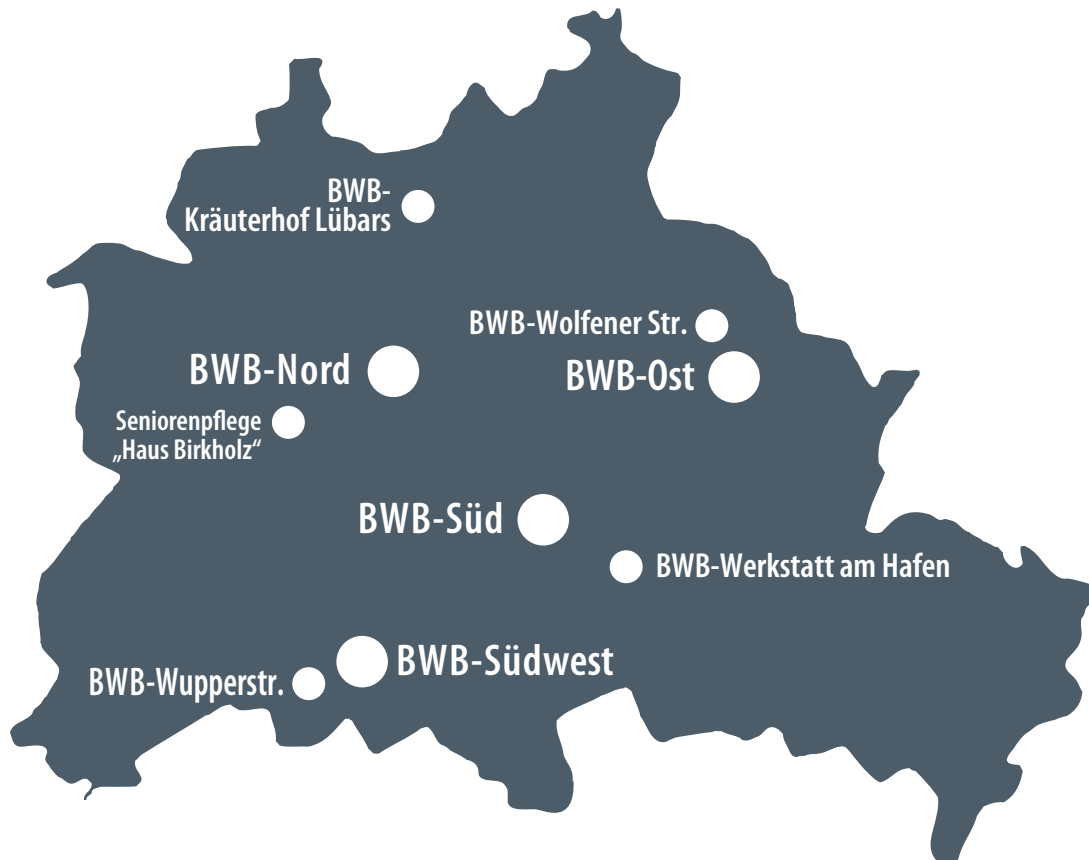 BWB-
Kräuterhof Lübars
BWB-Wolfener Str.
BWB-Nord
BWB-Ost
Seniorenpflege
„Haus Birkholz“
BWB-Süd
BWB-Werkstatt am Hafen
BWB-Südwest
BWB-Wupperstr.